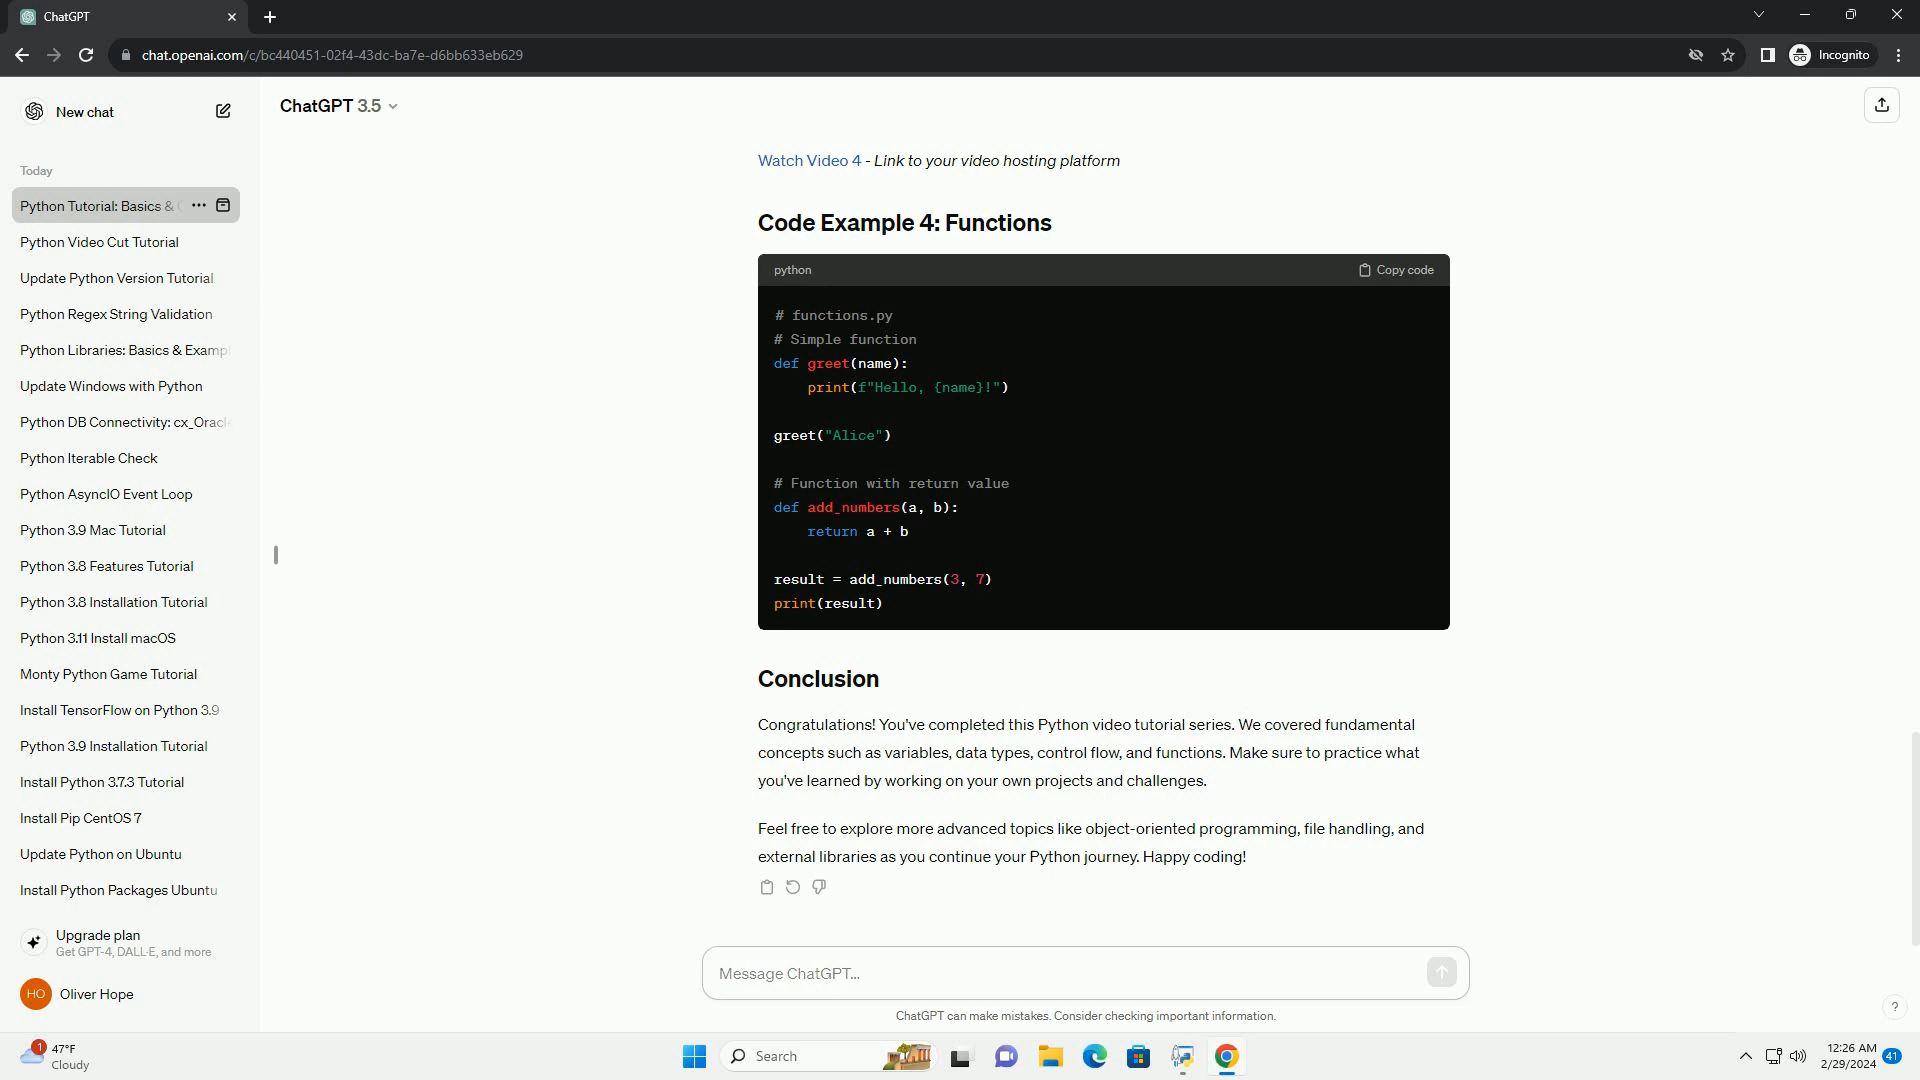 ChatGPT
chat.openai.com/c/bc440451-02f4-43dc-ba7e-d6bb633eb629
Incognito
New chat
ChatGPT 3.5
Today
Python Tutorial: Basics &
Python Video Cut Tutorial
Update Python Version Tutorial
Python Regex String Validation
Python Libraries: Basics & Exampl
Update Windows with Python
Python DB Connectivity: cx_Oracle
Python Iterable Check
Python AsyncIO Event Loop
Python 3.9 Mac Tutorial
Python 3.8 Features Tutorial
Python 3.8 Installation Tutorial
Python 3.11 Install macOS
Monty Python Game Tutorial
Install TensorFlow on Python 3.9
Python 3.9 Installation Tutorial
Install Python 3.7.3 Tutorial
Install Pip CentOS 7
Update Python on Ubuntu
Install Python Packages Ubuntu
Upgrade plan
Get GPT-4, DALL·E, and more
HO Oliver Hope
Watch Video 4 - Link to your video hosting platform
Code Example 4: Functions
python
Copy code
# functions.py
# Simple function
def greet(name):
    print(f"Hello, {name}!")
greet("Alice")
# Function with return value
def add_numbers(a, b):
    return a + b
result = add_numbers(3, 7)
print(result)
Conclusion
Congratulations! You've completed this Python video tutorial series. We covered fundamental
concepts such as variables, data types, control flow, and functions. Make sure to practice what
you've learned by working on your own projects and challenges.
Feel free to explore more advanced topics like object-oriented programming, file handling, and
external libraries as you continue your Python journey. Happy coding!
Message ChatGPT...
ChatGPT can make mistakes. Consider checking important information.
?
1
47°F
Cloudy
Search
12:26 AM
2/29/2024
41